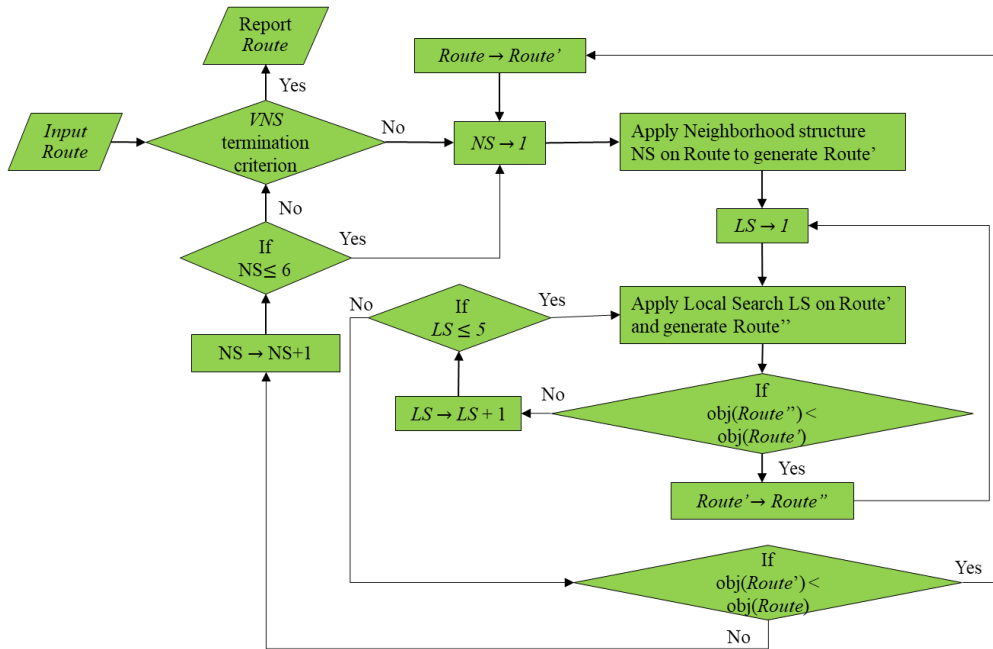 Report
Route
Yes
Input
Route
VNS
termination
criterion
No
Route → Route’
NS → 1
Apply Neighborhood structure
NS on Route to generate Route’
No
If
NS≤ 6
Yes
LS → 1
NS → NS+1
No
If
LS ≤ 5
Yes
Apply Local Search LS on Route’
and generate Route’’
LS → LS + 1
No
If
obj(Route”) <
obj(Route’)
Yes
Route’→ Route”
If
obj(Route’) <
obj(Route)
Yes
No